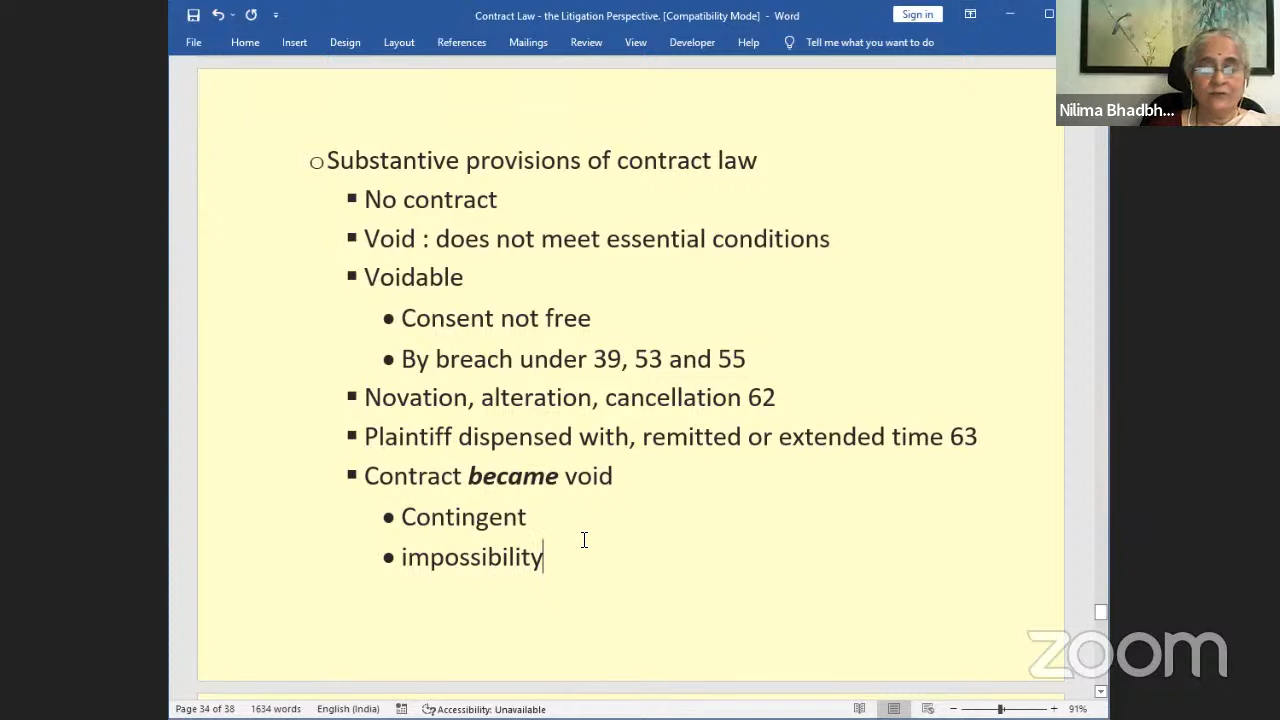 Contract Law - the Litigation Perspective. [Compatibility Mode] - Word
Sign in
File Home Insert Design Layout References Mailings Review View Developer Help Tell me what you want to do
Nilima Bhadbh...
Substantive provisions of contract law
No contract
Void : does not meet essential conditions
Voidable
Consent not free
By breach under 39, 53 and 55
Novation, alteration, cancellation 62
Plaintiff dispensed with, remitted or extended time 63
Contract became void
Contingent
impossibility
zoom
Page 34 of 38 1634 words English (India) Accessibility: Unavailable 91%